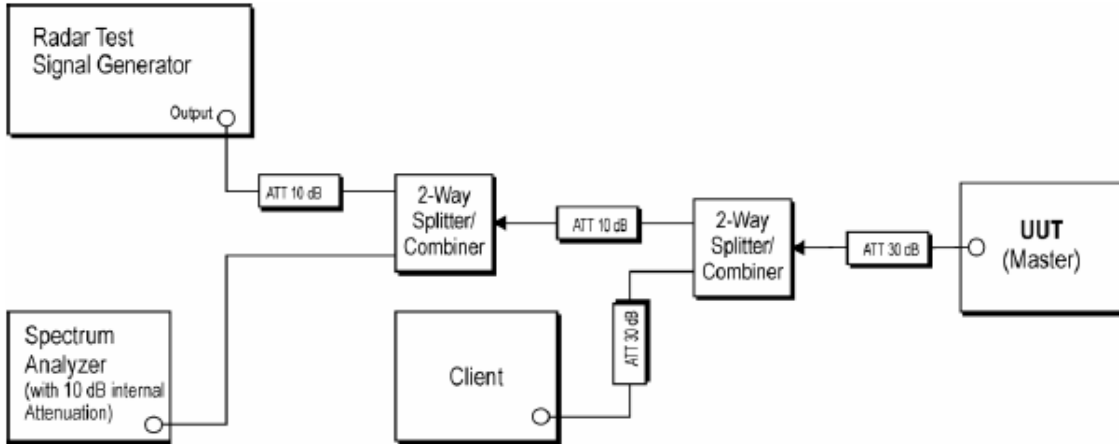 Radar Test
Signal Generator
Output
ATT 10 dB
2-Way
Splitter/
Combiner
ATT 10 dB
2-Way
Splitter/
Combiner
ATT 30 dB
UUT
(Master)
Spectrum
Analyzer
(with 10 dB internal
Attenuation)
Client
ATT 30 dB